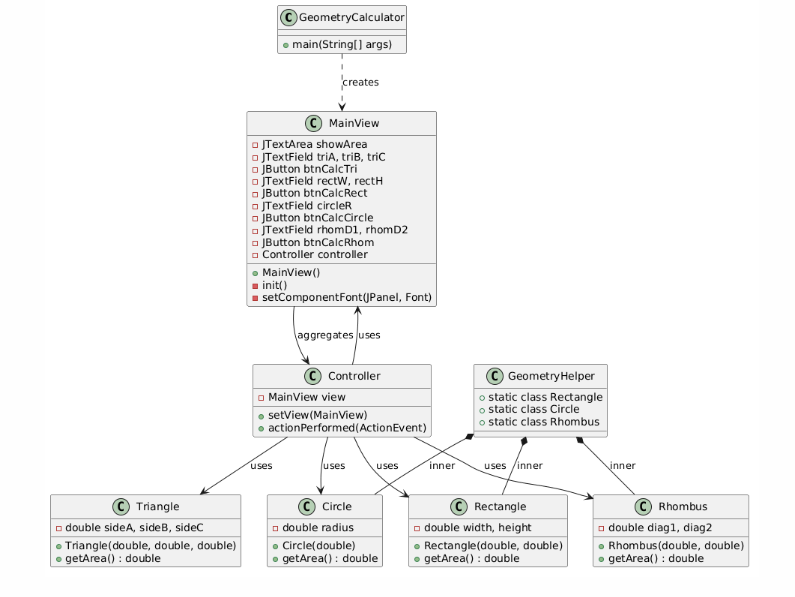 C GeometryCalculator
main(String[] args)
creates
C MainView
JTextArea showArea
JTextField triA, triB, triC
JButton btnCalcTri
JTextField rectW, rectH
JButton btnCalcRect
JTextField circleR
JButton btnCalcCircle
JTextField rhomD1, rhomD2
JButton btnCalcRhom
Controller controller
MainView()
init()
setComponentFont(JPanel, Font)
aggregates uses
C Controller
MainView view
setView(MainView)
actionPerformed(ActionEvent)
C GeometryHelper
static class Rectangle
static class Circle
static class Rhombus
uses uses uses inner uses inner inner
C Triangle
double sideA, sideB, sideC
Triangle(double, double, double)
getArea() : double
C Circle
double radius
Circle(double)
getArea() : double
C Rectangle
double width, height
Rectangle(double, double)
getArea() : double
C Rhombus
double diag1, diag2
Rhombus(double, double)
getArea() : double